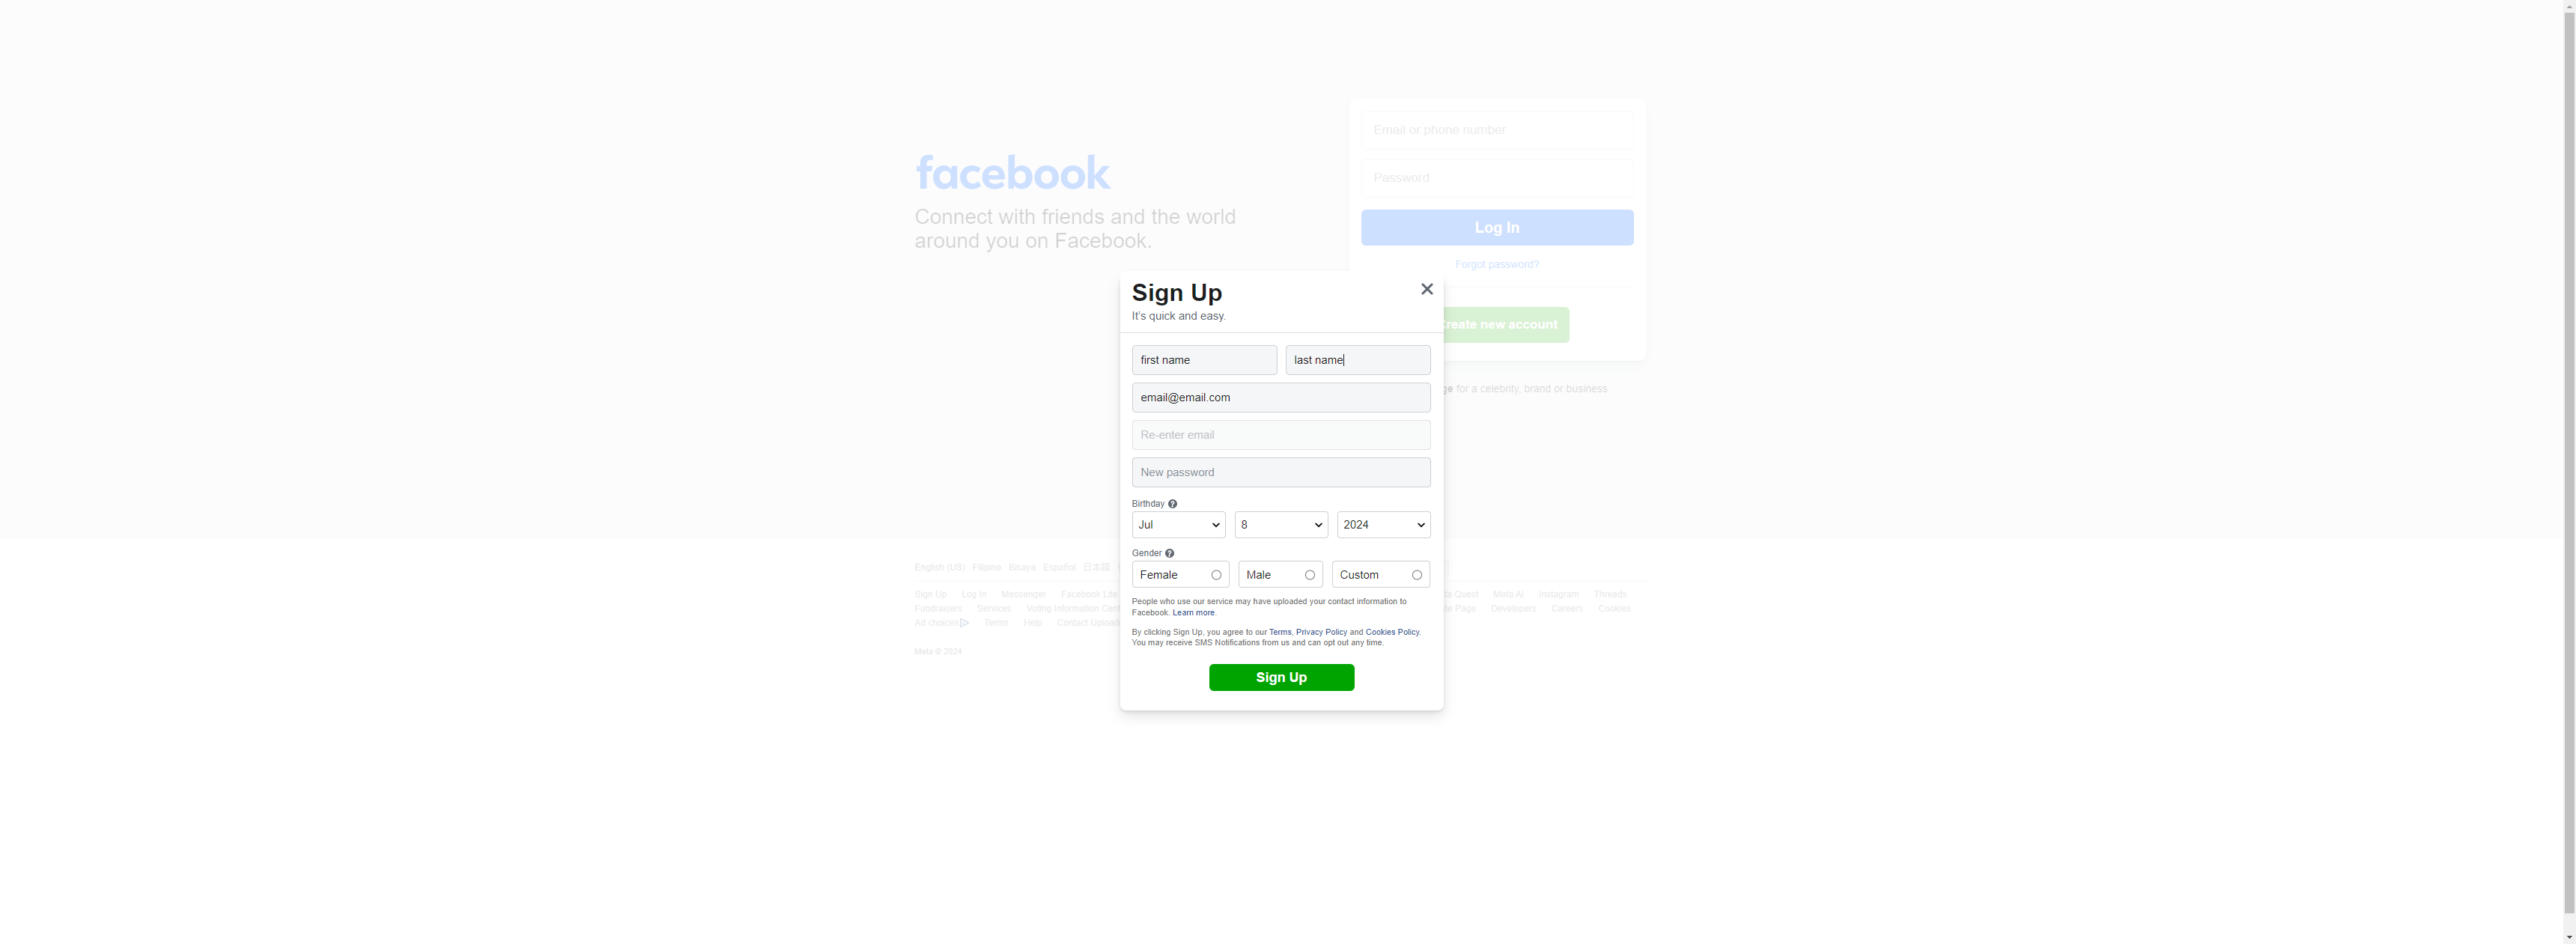 facebook
Connect with friends and the world
around you on Facebook.
Email or phone number
Password
Log In
Forgot password?
Create new account
for a celebrity, brand or business
Sign Up
It's quick and easy.
first name
last name
email@email.com
Re-enter email
New password
Birthday
Jul
8
2024
Gender
Female
Male
Custom
People who use our service may have uploaded your contact information to
Facebook. Learn more.
By clicking Sign Up, you agree to our Terms, Privacy Policy and Cookies Policy.
You may receive SMS Notifications from us and can opt out any time.
Sign Up
English (US) Filipino Bisaya Español 日本語
Sign Up Log In Messenger Facebook Lite Meta Quest Meta AI Instagram Threads
Fundraisers Services Voting Information Page Developers Careers Cookies
Ad choices Terms Help Contact
Meta © 2024